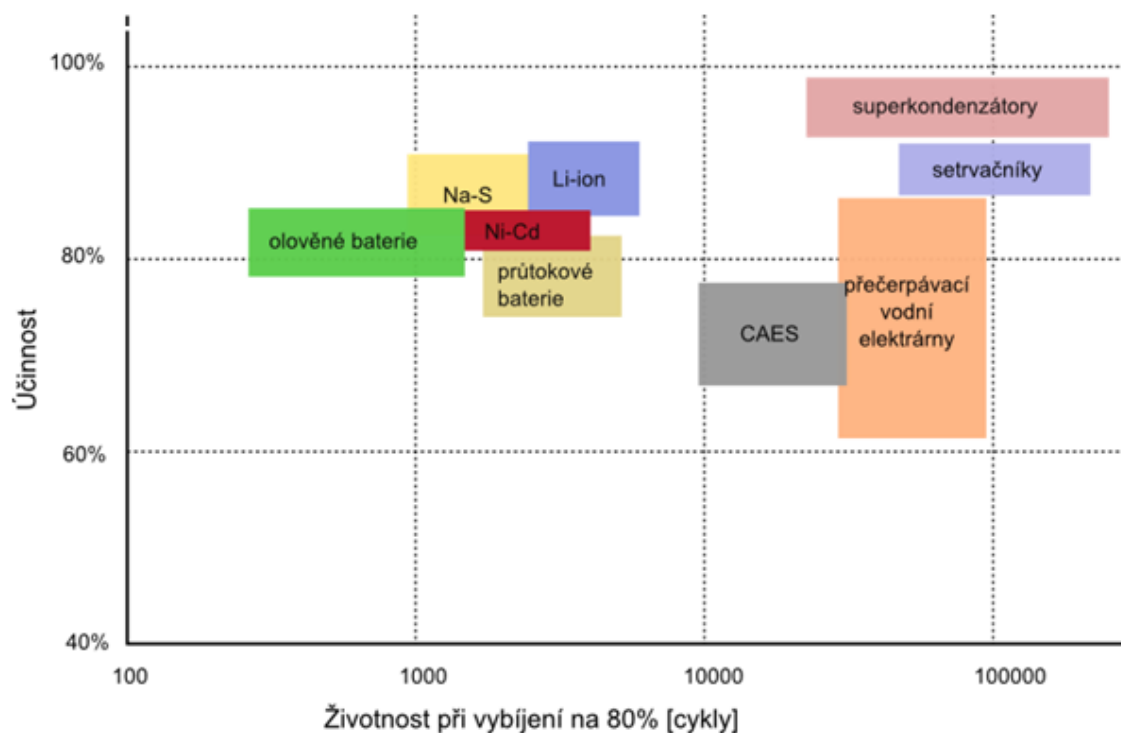 100%
superkondenzátory
setrvačníky
Li-ion
Na-S
Ni-Cd
olověné baterie
80%
průtokové
baterie
přečerpávací
vodní
elektrárny
CAES
Účinnost
60%
40%
100
1000
10000
100000
Životnost při vybíjení na 80% [cykly]